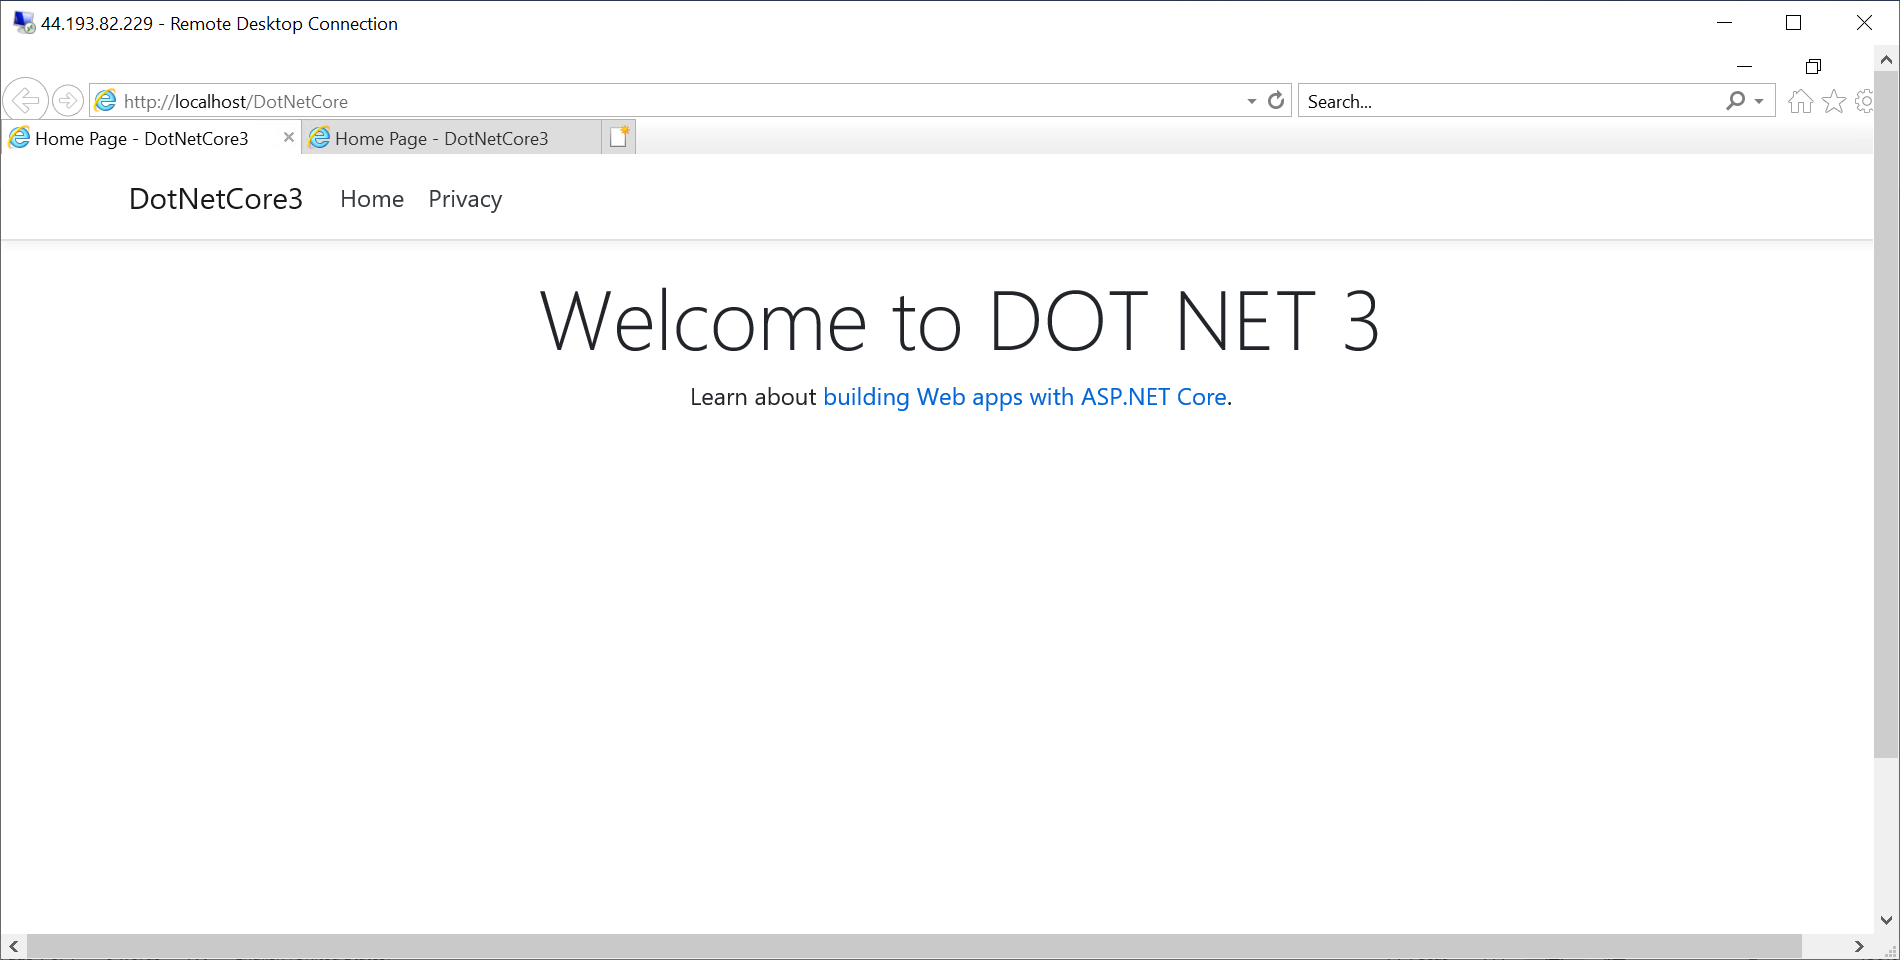 44.193.82.229 - Remote Desktop Connection
http://localhost/DotNetCore
Search...
Home Page - DotNetCore3
Home Page - DotNetCore3
DotNetCore3 Home Privacy
Welcome to DOT NET 3
Learn about building Web apps with ASP.NET Core.